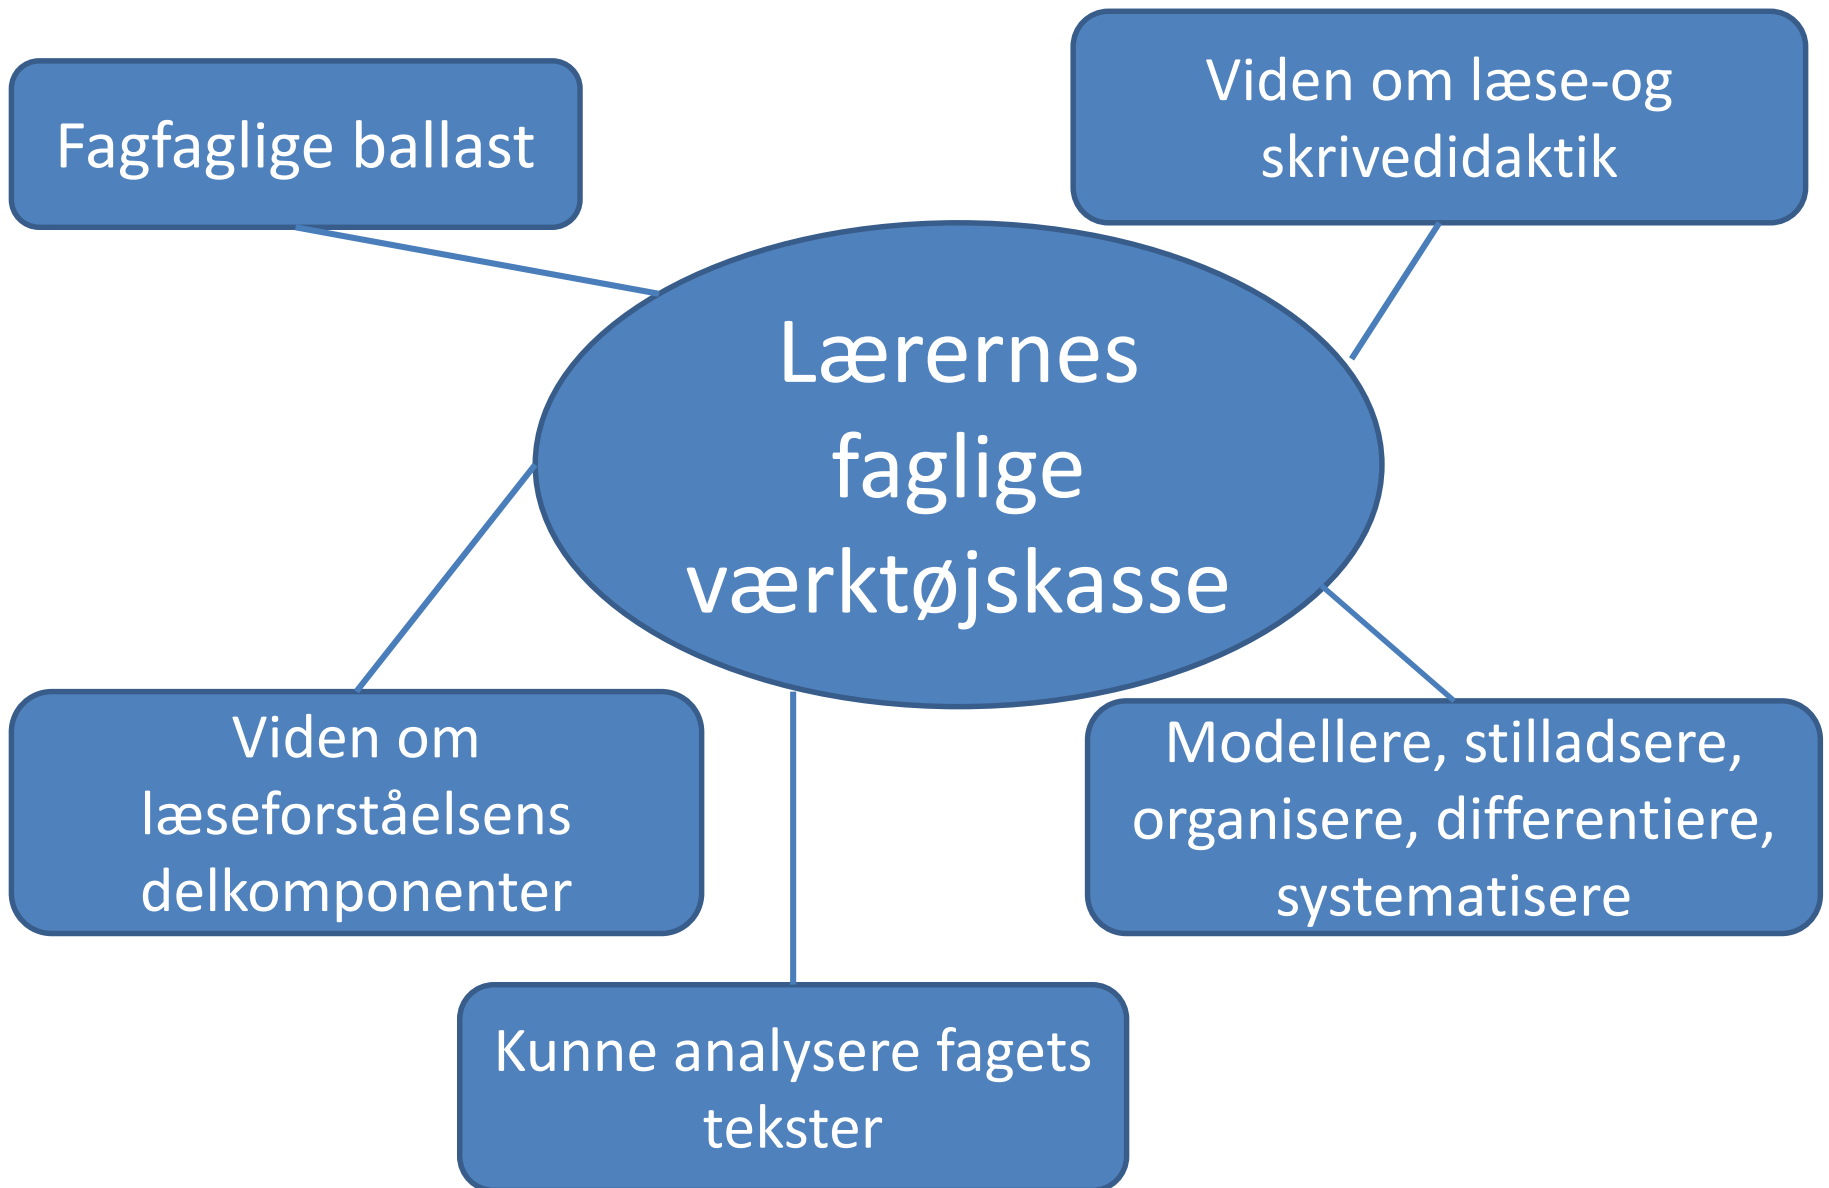 Fagfaglige ballast
Viden om læse-og
skrivedidaktik
Lærernes
faglige
værktøjskasse
Viden om
læseforståelsens
delkomponenter
Modellere, stilladsere,
organisere, differentiere,
systematisere
Kunne analysere fagets
tekster